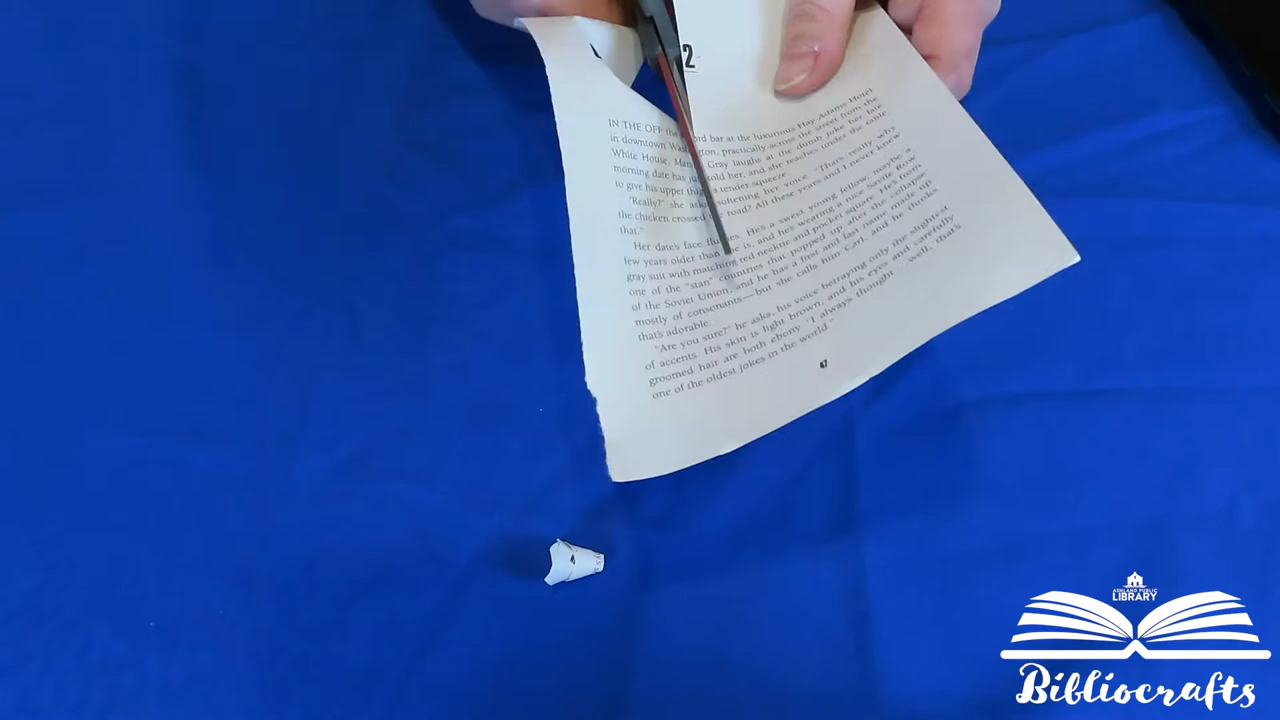 2
IN THE OFF the ord bar at the luxurious Hay-Adams Hotel
in downtown Wash gton, practically across the street from the
White House, Mar Gray laughs at the dumb joke her late
morning date has just told her, and she reaches under the table
to give his upper thigh a tender squeeze.
"Really?" she asks softening her voice. "That's really why
the chicken crossed the road? All these years and I never knew
that."
Her date's face flushes. He's a sweet young fellow, maybe a
few years older than she is, and he's wearing a nice Savile Row
gray suit with matching red necktie and pocket square. He's from
one of the "stan" countries that popped up after the collapse
of the Soviet Union, and he has a first and last name made up
mostly of consonants—but she calls him Carl, and he thinks
that's adorable.
"Are you sure?" he asks, his voice betraying only the slightest
of accents. His skin is light brown, and his eyes and carefully
groomed hair are both ebony. "I always thought well, that's
one of the oldest jokes in the world."
47
ASHLAND PUBLIC
LIBRARY
Bibliocrafts